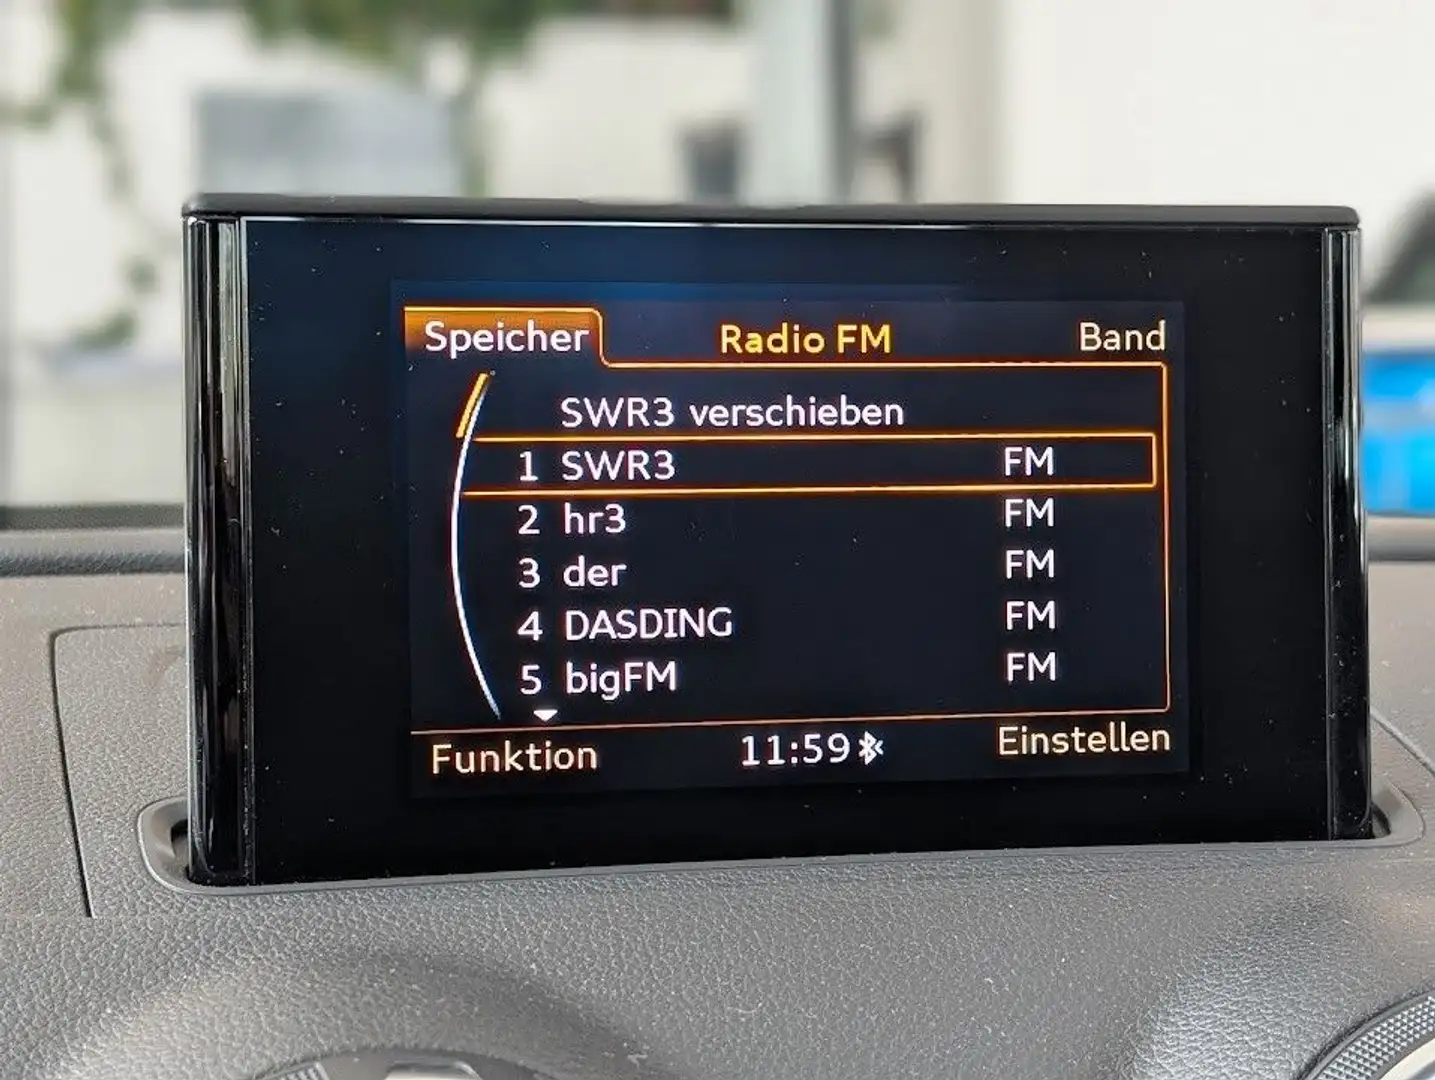 Speicher Radio FM Band
SWR3 verschieben
1 SWR3 FM
2 hr3 FM
3 der FM
4 DASDING FM
5 bigFM FM
Funktion 11:59 Einstellen